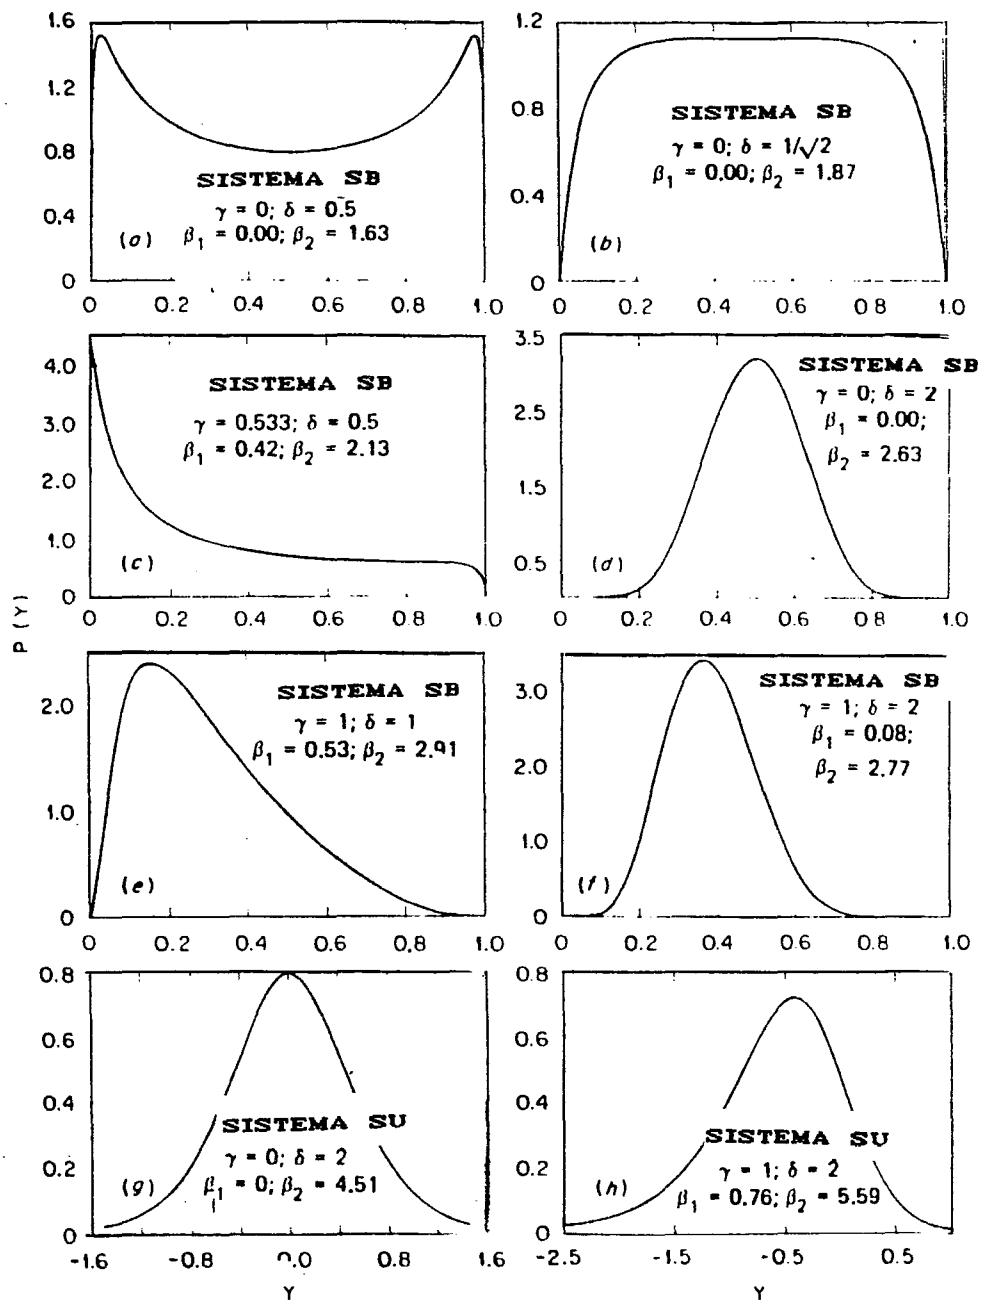 1.6
1.2
0.8
0.4
0
SISTEMA SB
γ = 0; δ = 0.5
β1 = 0.00; β2 = 1.63
(a)
0 0.2 0.4 0.6 0.8 1.0
1.2
0.8
0.4
0
SISTEMA SB
γ = 0; δ = 1/√2
β1 = 0.00; β2 = 1.87
(b)
0 0.2 0.4 0.6 0.8 1.0
4.0
3.0
2.0
1.0
0
SISTEMA SB
γ = 0.533; δ = 0.5
β1 = 0.42; β2 = 2.13
(c)
0 0.2 0.4 0.6 0.8 1.0
3.5
2.5
1.5
0.5
SISTEMA SB
γ = 0; δ = 2
β1 = 0.00;
β2 = 2.63
(d)
0 0.2 0.4 0.6 0.8 1.0
P (Y)
2.0
1.0
0
SISTEMA SB
γ = 1; δ = 1
β1 = 0.53; β2 = 2.91
(e)
0 0.2 0.4 0.6 0.8 1.0
3.0
2.0
1.0
0
SISTEMA SB
γ = 1; δ = 2
β1 = 0.08;
β2 = 2.77
(f)
0 0.2 0.4 0.6 0.8 1.0
0.8
0.6
0.4
0.2
0
SISTEMA SU
γ = 0; δ = 2
β1 = 0; β2 = 4.51
(g)
-1.6 -0.8 0.0 0.8 1.6
Y
0.8
0.6
0.4
0.2
0
SISTEMA SU
γ = 1; δ = 2
β1 = 0.76; β2 = 5.59
(h)
-2.5 -1.5 -0.5 0.5
Y